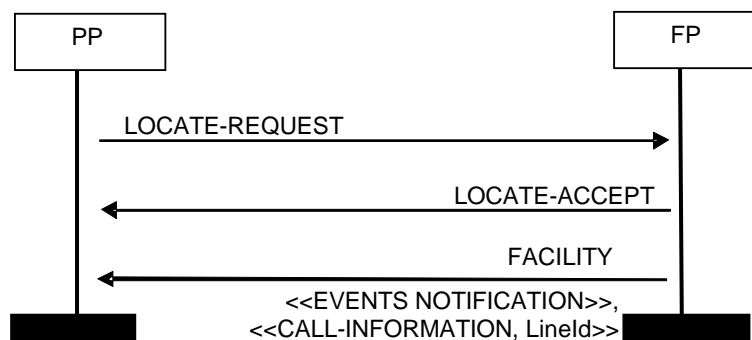 PP
FP
LOCATE-REQUEST
LOCATE-ACCEPT
FACILITY
<<EVENTS NOTIFICATION>>,
<<CALL-INFORMATION, LineId>>